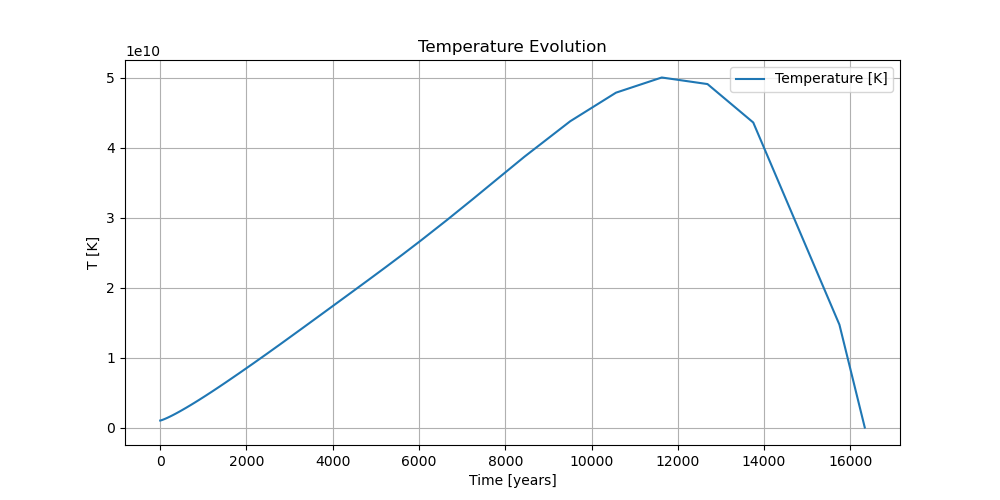 Temperature Evolution
1e10
Temperature [K]
5
4
3
2
1
0
T [K]
0 2000 4000 6000 8000 10000 12000 14000 16000
Time [years]